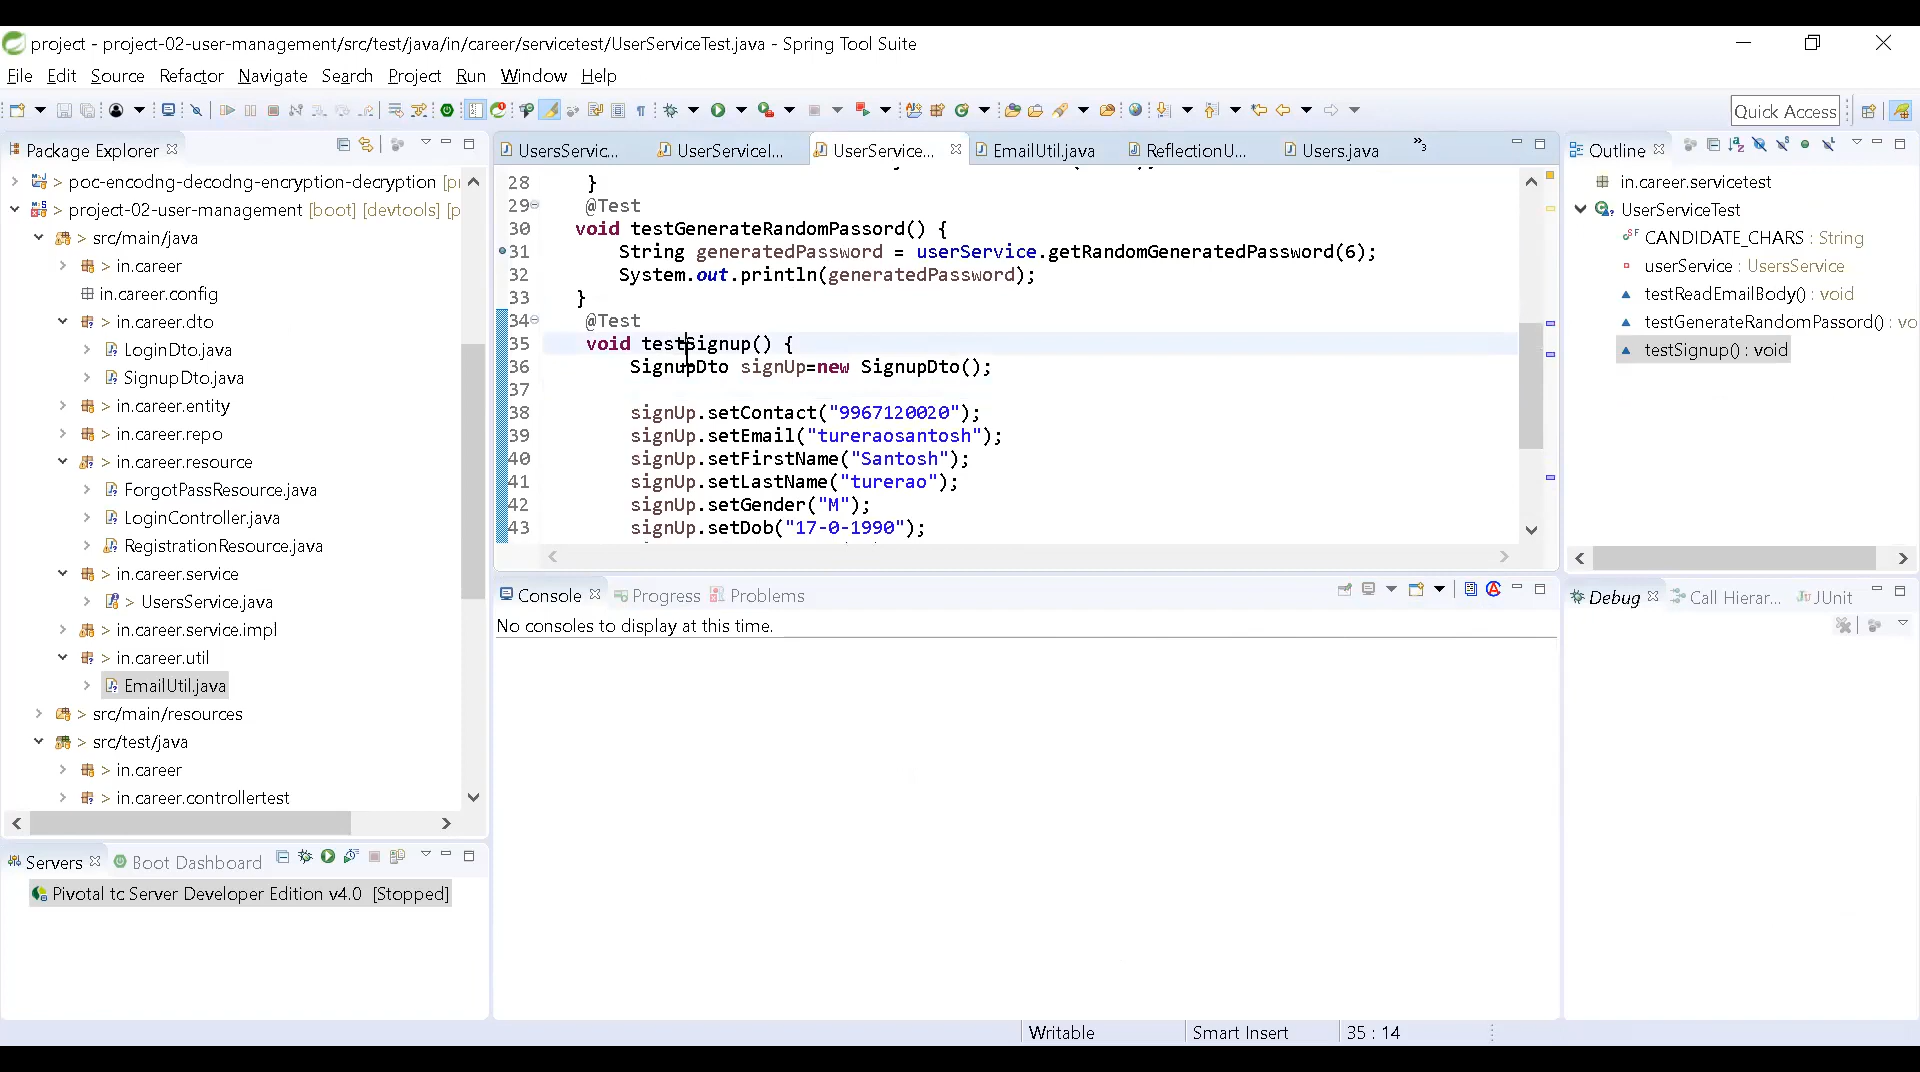 project - project-02-user-management/src/test/java/in/career/servicetest/UserServiceTest.java - Spring Tool Suite
File Edit Source Refactor Navigate Search Project Run Window Help
Quick Access
Package Explorer
> poc-encodng-decodng-encryption-decryption
> project-02-user-management [boot] [devtools]
> src/main/java
> in.career
in.career.config
> in.career.dto
LoginDto.java
SignupDto.java
> in.career.entity
> in.career.repo
> in.career.resource
ForgotPassResource.java
LoginController.java
RegistrationResource.java
> in.career.service
> UsersService.java
> in.career.service.impl
> in.career.util
EmailUtil.java
> src/main/resources
> src/test/java
> in.career
> in.career.controllertest
Servers Boot Dashboard
Pivotal tc Server Developer Edition v4.0 [Stopped]
UsersServic... UserServiceI... UserService... EmailUtil.java ReflectionU... Users.java »3
28 }
29 @Test
30 void testGenerateRandomPassord() {
31 String generatedPassword = userService.getRandomGeneratedPassword(6);
32 System.out.println(generatedPassword);
33 }
34 @Test
35 void testSignup() {
36 SignupDto signUp=new SignupDto();
37
38 signUp.setContact("9967120020");
39 signUp.setEmail("tureraosantosh");
40 signUp.setFirstName("Santosh");
41 signUp.setLastName("turerao");
42 signUp.setGender("M");
43 signUp.setDob("17-0-1990");
Console Progress Problems
No consoles to display at this time.
Outline
in.career.servicetest
UserServiceTest
CANDIDATE_CHARS : String
userService : UsersService
testReadEmailBody() : void
testGenerateRandomPassord() : vo
testSignup() : void
Debug Call Hierar... JUnit
Writable Smart Insert 35 : 14